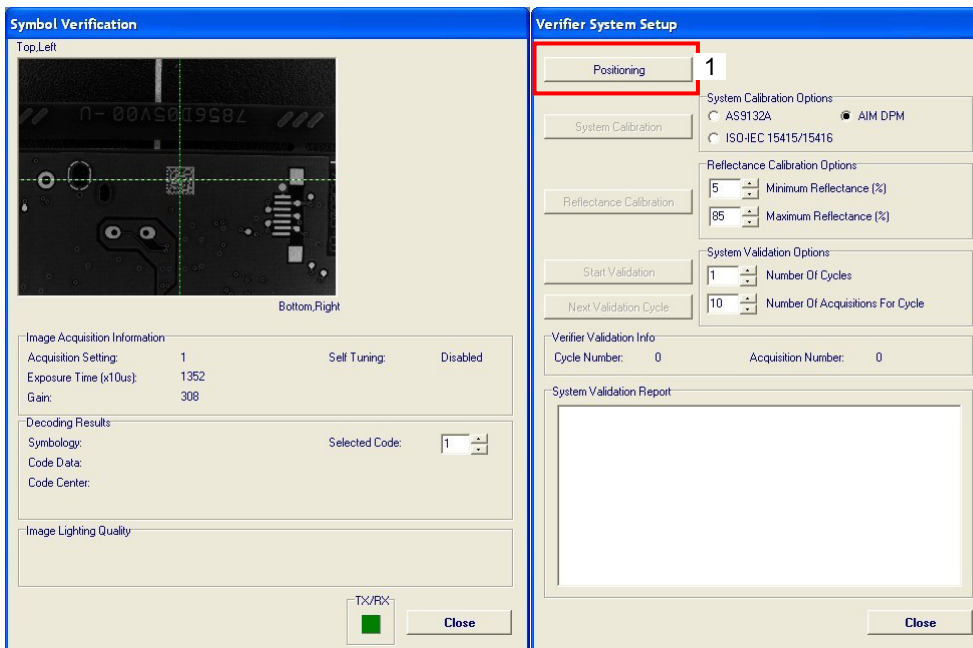 Symbol Verification
Top,Left
7856D05V00 U-
Bottom,Right
Image Acquisition Information
Acquisition Setting: 1 Self Tuning: Disabled
Exposure Time (x10us): 1352
Gain: 308
Decoding Results
Symbology: Selected Code: 1
Code Data:
Code Center:
Image Lighting Quality
TX/RX
Close
Verifier System Setup
Positioning 1
System Calibration
System Calibration Options
AS9132A AIM DPM
ISO-IEC 15415/15416
Reflectance Calibration
Reflectance Calibration Options
5 Minimum Reflectance (%)
85 Maximum Reflectance (%)
Start Validation
Next Validation Cycle
System Validation Options
1 Number Of Cycles
10 Number Of Acquisitions For Cycle
Verifier Validation Info
Cycle Number: 0 Acquisition Number: 0
System Validation Report
Close